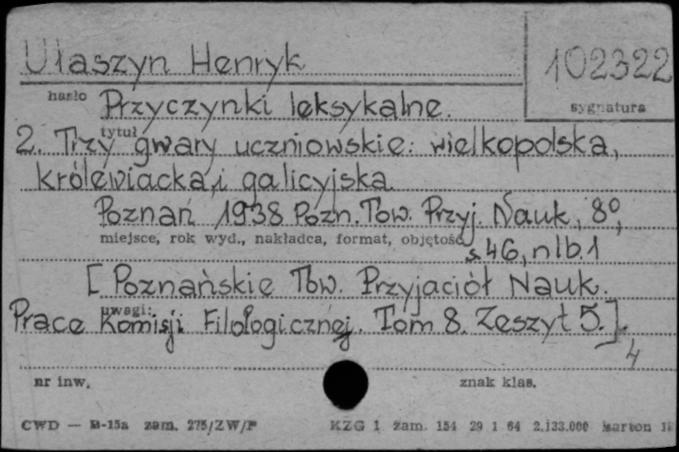 Ułaszyn Henryk
102322
hasło
sygnatura
Przyczynki leksykalne.
tytuł
2. Trzy gwary uczniowskie: wielkopolska,
królewiacka, i galicyjska
Poznań 1938 Pozn. Tow. Przyj. Nauk, 8°,
miejsce, rok wyd., nakładca, format, objętość
s 46, nlb. 1
[Poznańskie Tow. Przyjaciół Nauk.
uwagi:
Prace Komisji Filologicznej. Tom 8. Zeszyt 5.]
4
nr inw.
znak klas.
CWD — B-15a zam. 275/ZW/P
KZG 1 zam. 154 29 1 64 2.133.000 karton